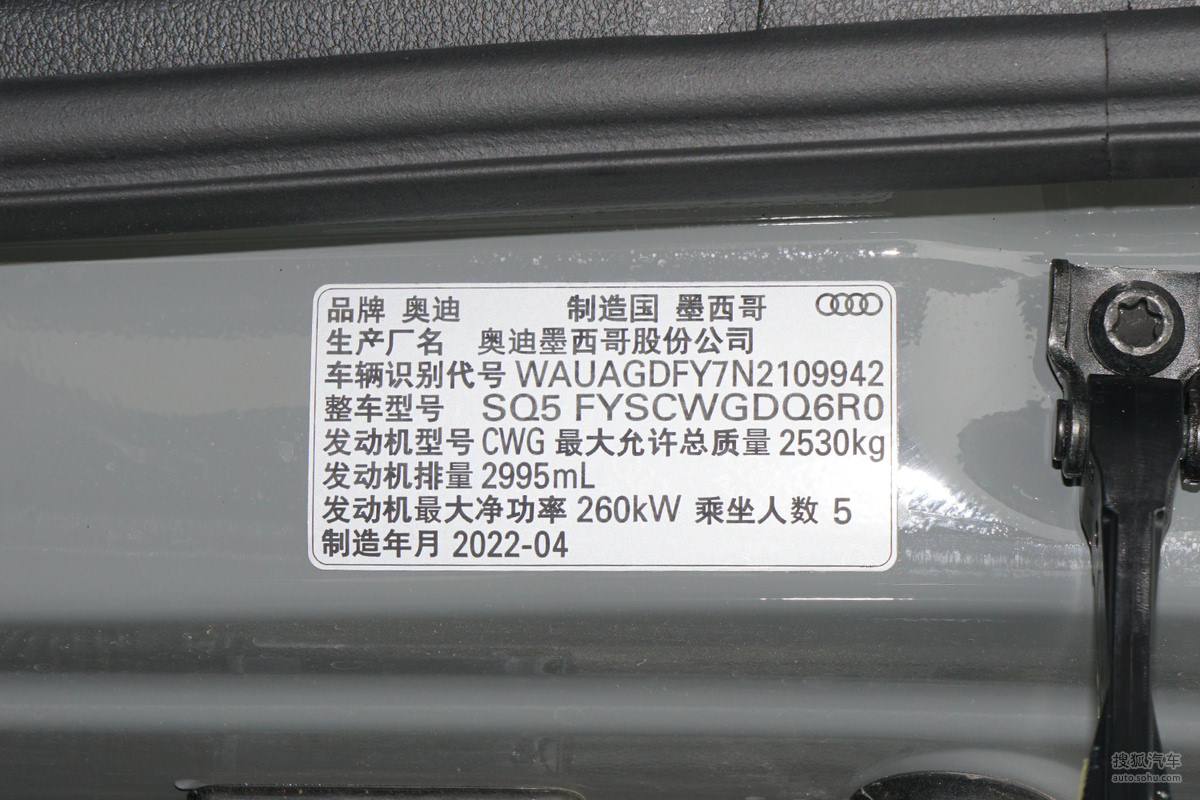 品牌 奥迪 制造国 墨西哥
生产厂名 奥迪墨西哥股份公司
车辆识别代号 WAUAGDFY7N2109942
整车型号 SQ5 FYSCWGDQ6R0
发动机型号 CWG 最大允许总质量 2530kg
发动机排量 2995mL
发动机最大净功率 260kW 乘坐人数 5
制造年月 2022-04
搜狐汽车
auto.sohu.com